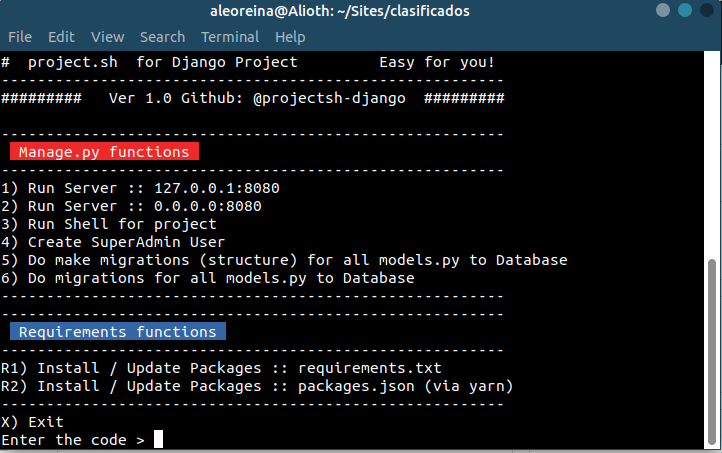 aleoreina@Alioth: ~/Sites/clasificados
File Edit View Search Terminal Help
#  project.sh  for Django Project         Easy for you!
--------------------------------------------------------
#########   Ver 1.0 Github: @projectsh-django  #########
--------------------------------------------------------
Manage.py functions
--------------------------------------------------------
1) Run Server :: 127.0.0.1:8080
2) Run Server :: 0.0.0.0:8080
3) Run Shell for project
4) Create SuperAdmin User
5) Do make migrations (structure) for all models.py to Database
6) Do migrations for all models.py to Database
--------------------------------------------------------
--------------------------------------------------------
Requirements functions
--------------------------------------------------------
R1) Install / Update Packages :: requirements.txt
R2) Install / Update Packages :: packages.json (via yarn)
--------------------------------------------------------
X) Exit
Enter the code >